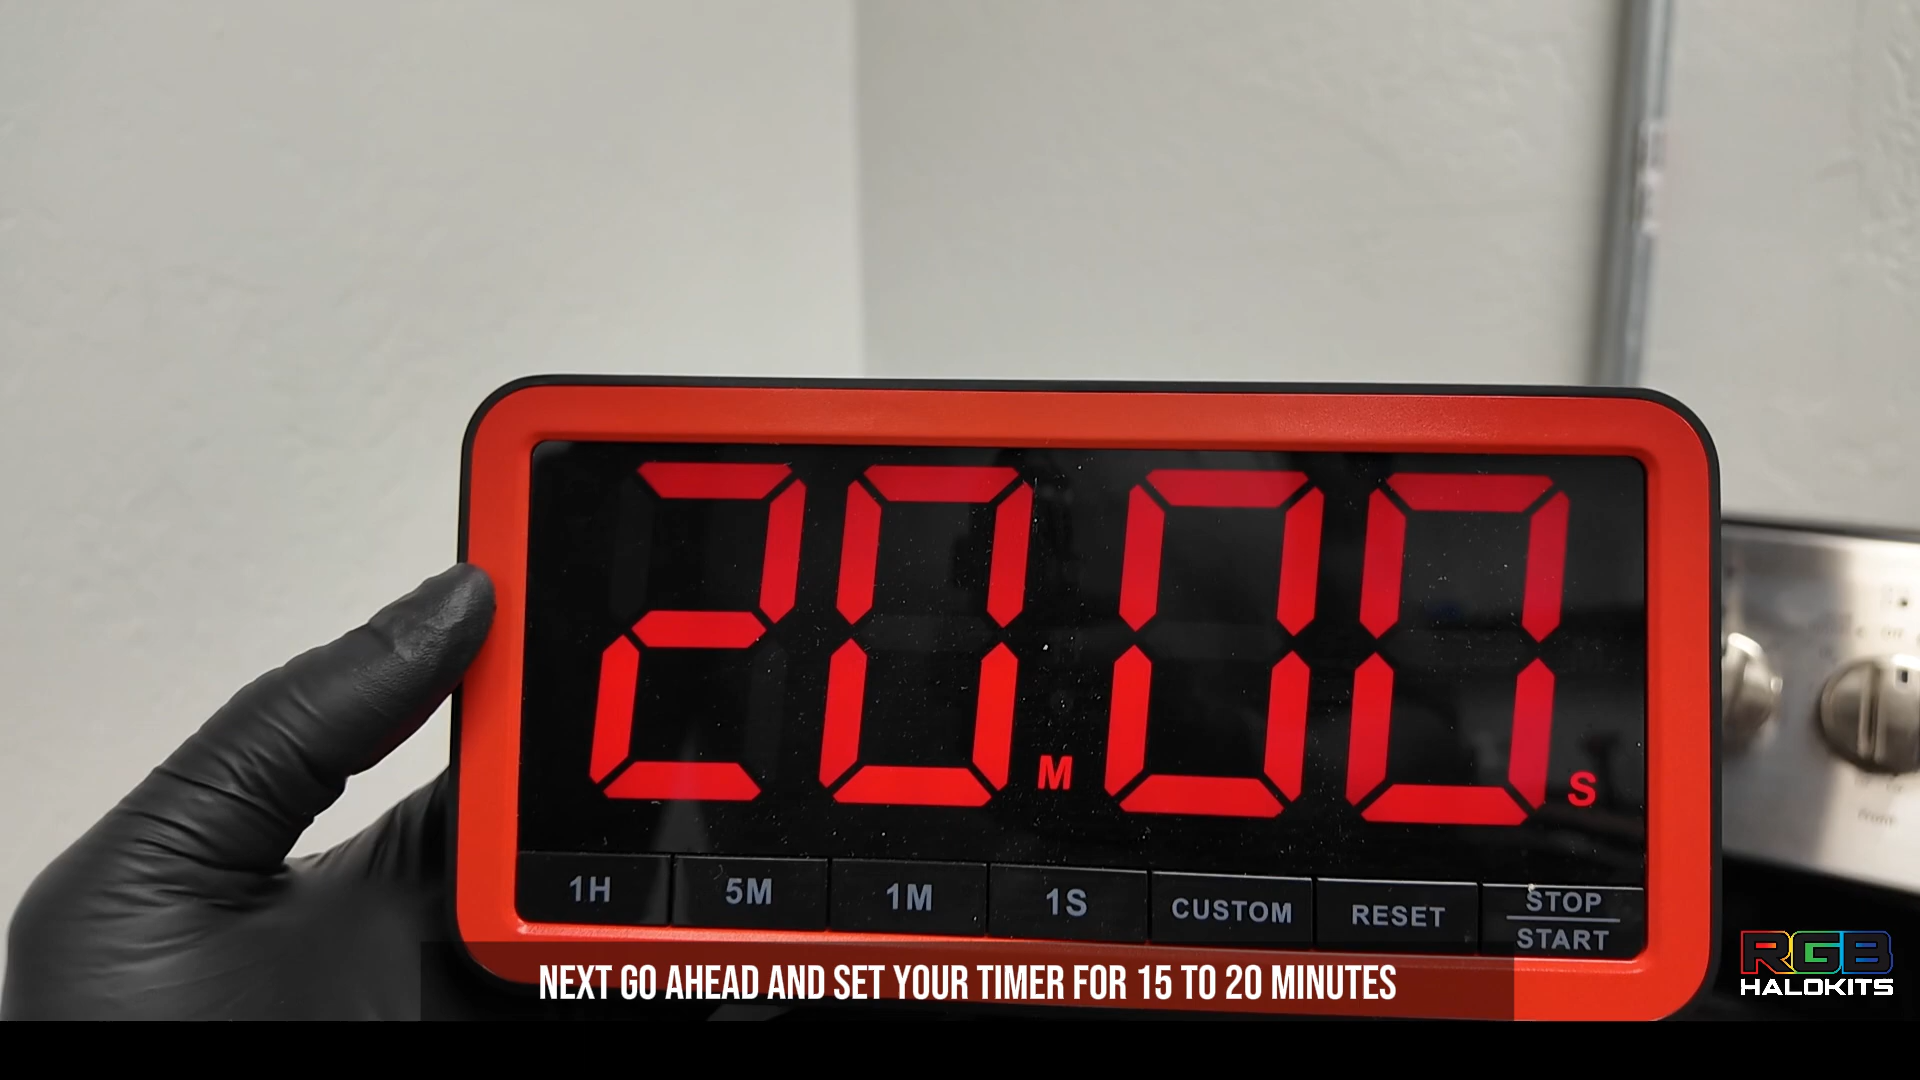 20 M 00 S
1H 5M 1M 1S CUSTOM RESET STOP
START
NEXT GO AHEAD AND SET YOUR TIMER FOR 15 TO 20 MINUTES
RGB
HALOKITS